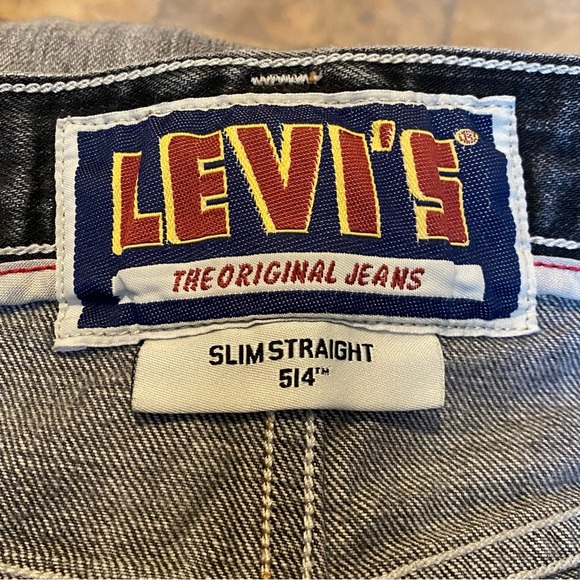 LEVI'S®
THE ORIGINAL JEANS
SLIM STRAIGHT
514™